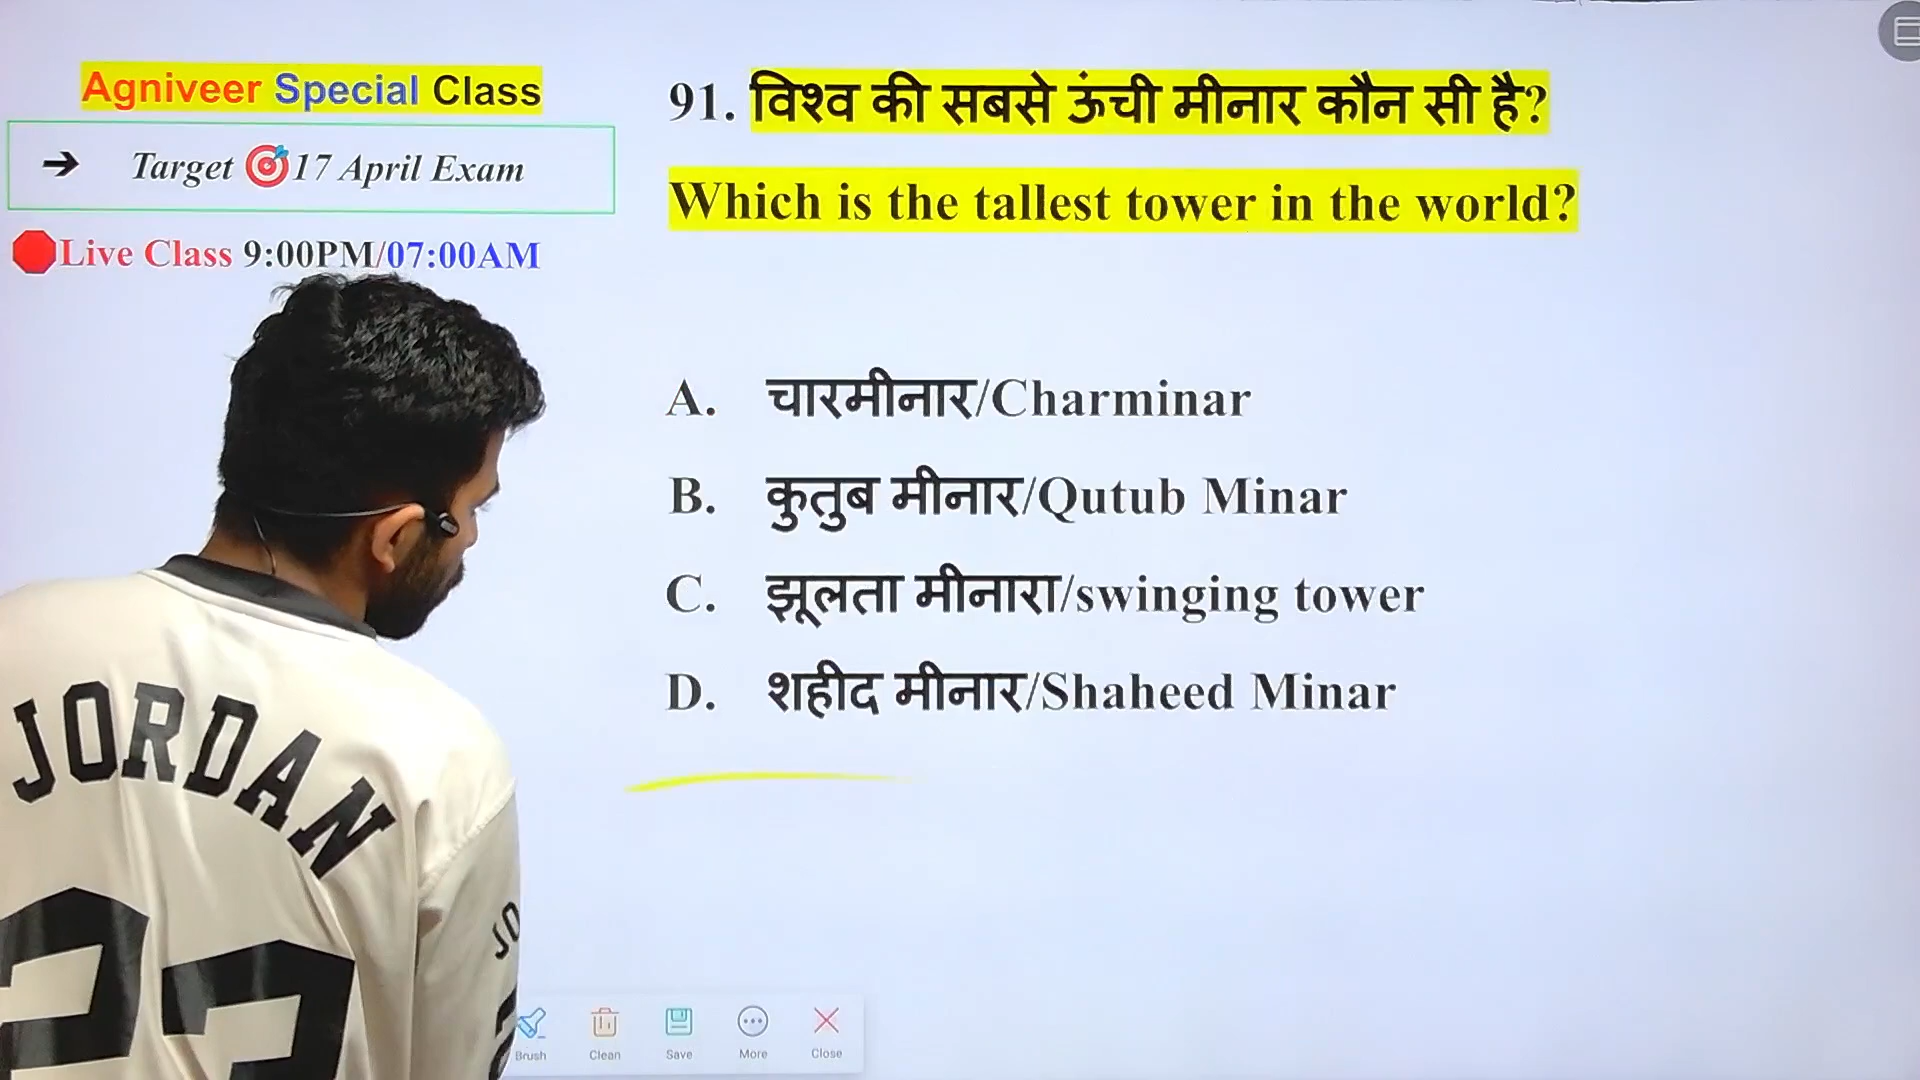 Agniveer Special Class
➔ Target 🎯17 April Exam
Live Class 9:00PM/07:00AM
91. विश्व की सबसे ऊंची मीनार कौन सी है?
Which is the tallest tower in the world?
A. चारमीनार/Charminar
B. कुतुब मीनार/Qutub Minar
C. झूलता मीनारा/swinging tower
D. शहीद मीनार/Shaheed Minar
JORDAN
23
JO
Brush Clean Save More Close